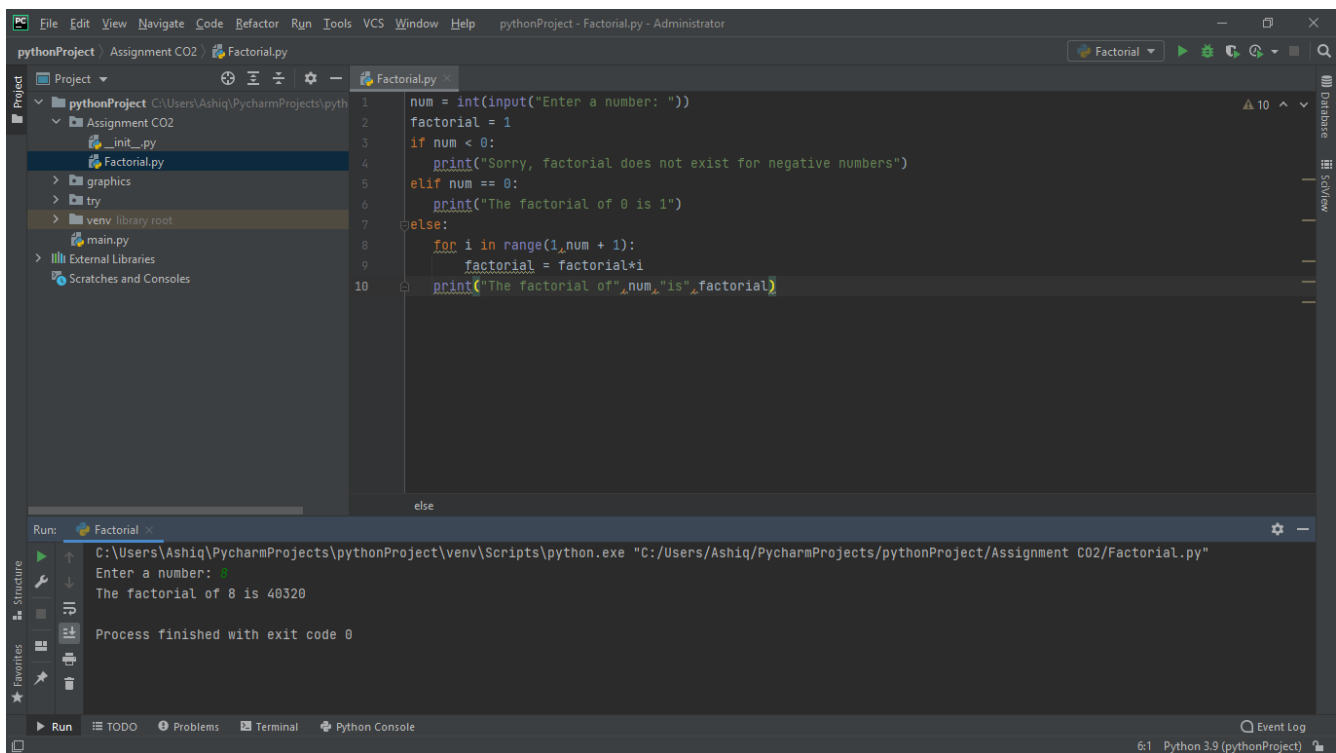 PC File Edit View Navigate Code Refactor Run Tools VCS Window Help pythonProject - Factorial.py - Administrator
pythonProject Assignment CO2 Factorial.py Factorial
Project
Project
Factorial.py
pythonProject C:\Users\Ashiq\PycharmProjects\pyth
Assignment CO2
__init__.py
Factorial.py
graphics
try
venv library root
main.py
External Libraries
Scratches and Consoles
1 num = int(input("Enter a number: "))
2 factorial = 1
3 if num < 0:
4 print("Sorry, factorial does not exist for negative numbers")
5 elif num == 0:
6 print("The factorial of 0 is 1")
7 else:
8 for i in range(1,num + 1):
9 factorial = factorial*i
10 print("The factorial of",num,"is",factorial)
10
else
Database
SciView
Run: Factorial
C:\Users\Ashiq\PycharmProjects\pythonProject\venv\Scripts\python.exe "C:/Users/Ashiq/PycharmProjects/pythonProject/Assignment CO2/Factorial.py"
Enter a number: 8
The factorial of 8 is 40320
Process finished with exit code 0
Structure
Favorites
Run TODO Problems Terminal Python Console Event Log
6:1 Python 3.9 (pythonProject)